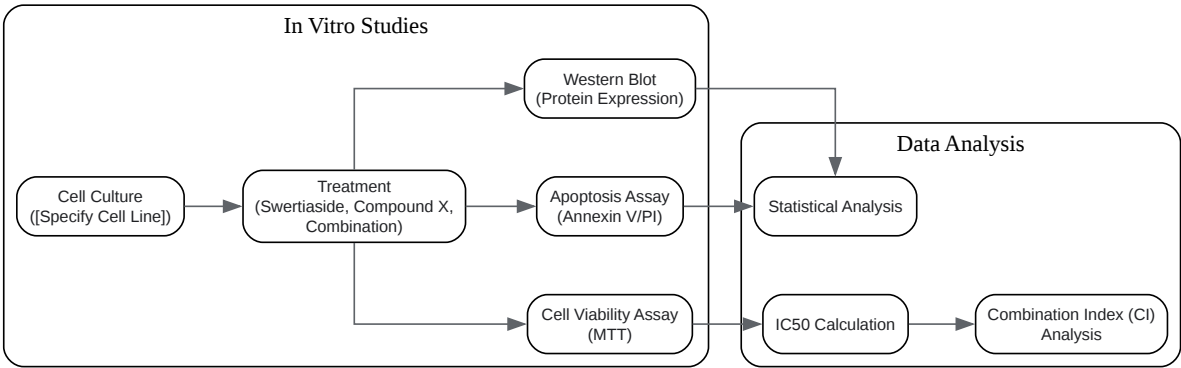 In Vitro Studies
Western Blot
(Protein Expression)
Data Analysis
Cell Culture
([Specify Cell Line])
Treatment
(Swertiaside, Compound X,
Combination)
Apoptosis Assay
(Annexin V/PI)
Statistical Analysis
Cell Viability Assay
(MTT)
IC50 Calculation
Combination Index (CI)
Analysis